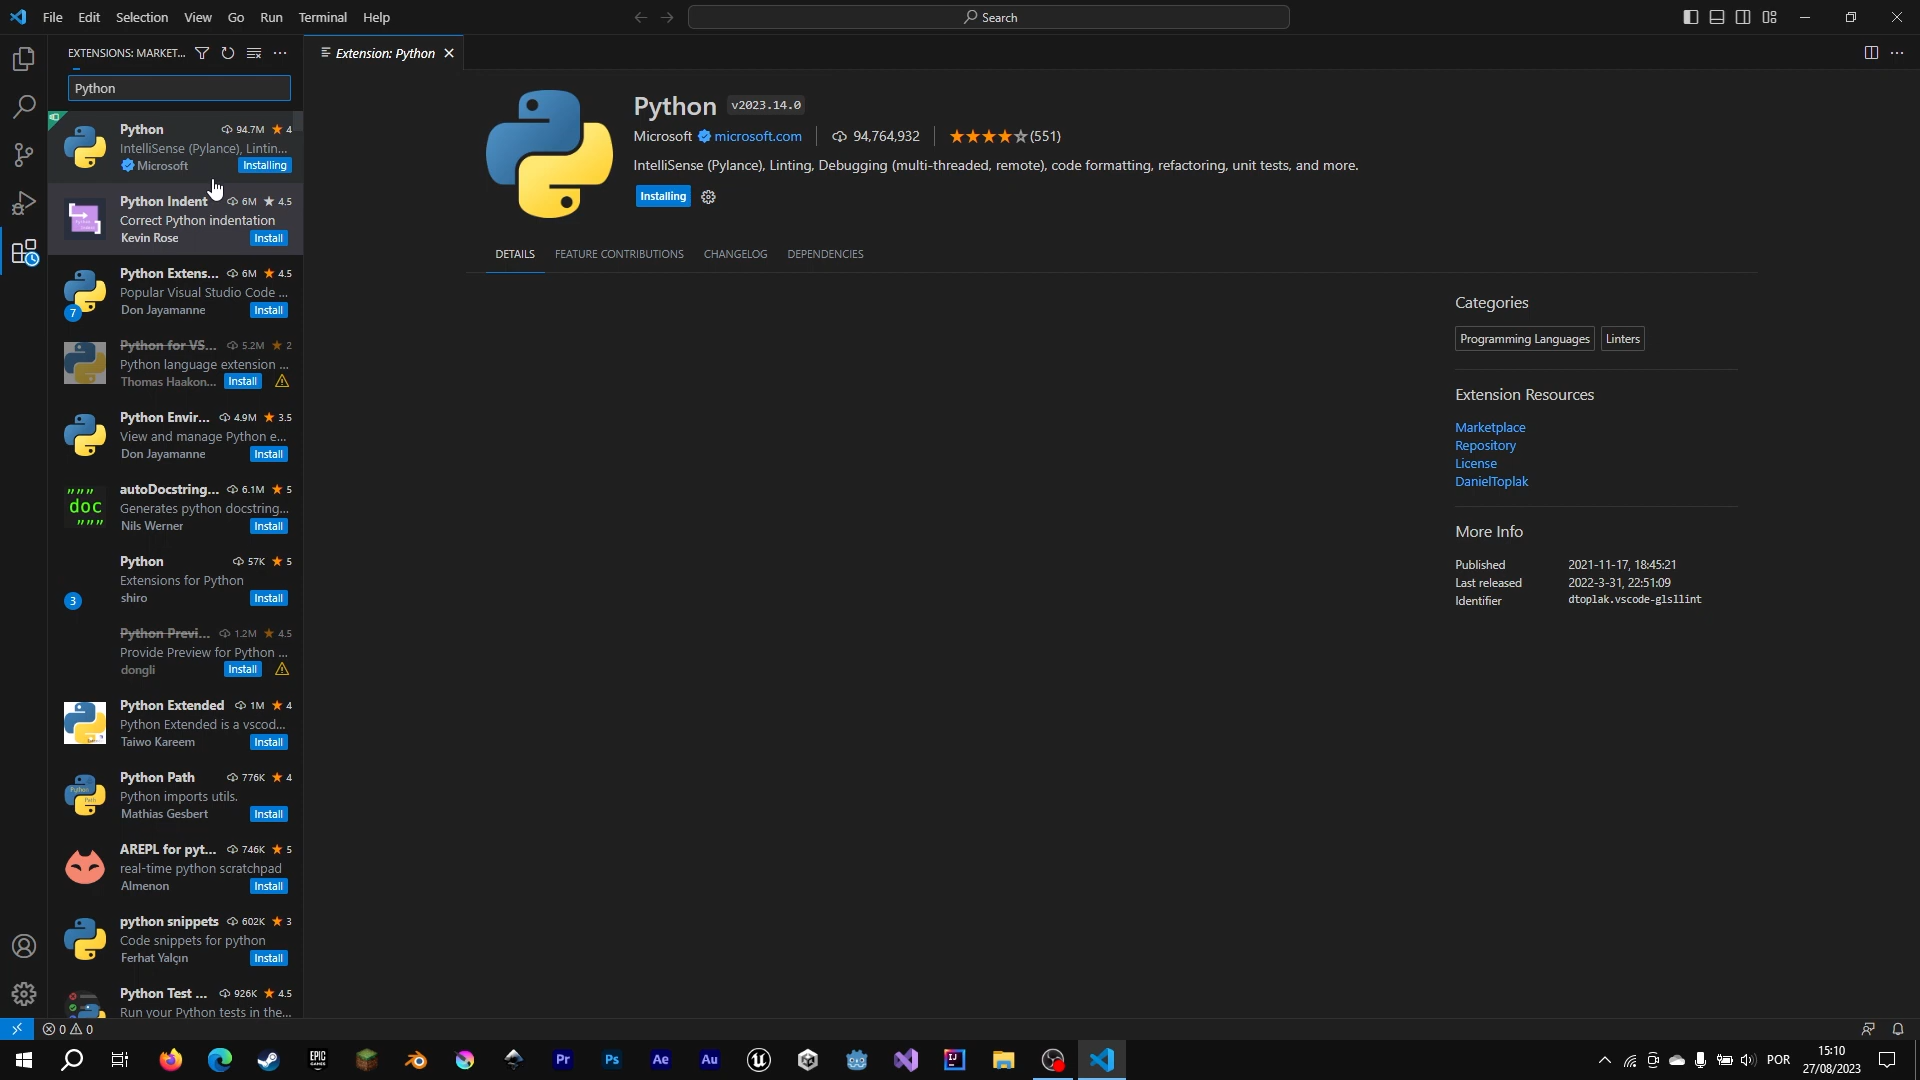 File Edit Selection View Go Run Terminal Help
Search
EXTENSIONS: MARKET...
Extension: Python
Python
Python 94.7M 4
IntelliSense (Pylance), Lintin...
Microsoft Installing
Python Indent 6M 4.5
Correct Python indentation
Kevin Rose Install
Python Extens... 6M 4.5
Popular Visual Studio Code ...
7 Don Jayamanne Install
Python for VS... 5.2M 2
Python language extension ...
Thomas Haakon... Install
Python Envir... 4.9M 3.5
View and manage Python e...
Don Jayamanne Install
autoDocstring... 6.1M 5
""" doc """
Generates python docstring...
Nils Werner Install
Python 57K 5
Extensions for Python
3 shiro Install
Python Previ... 1.2M 4.5
Provide Preview for Python ...
dongli Install
Python Extended 1M 4
Python Extended is a vscod...
Taiwo Kareem Install
Python Path 776K 4
Python imports utils.
Mathias Gesbert Install
AREPL for pyt... 746K 5
real-time python scratchpad
Almenon Install
python snippets 602K 3
Code snippets for python
Ferhat Yalçın Install
Python Test ... 926K 4.5
Run your Python tests in the...
Python v2023.14.0
Microsoft microsoft.com 94,764,932 (551)
IntelliSense (Pylance), Linting, Debugging (multi-threaded, remote), code formatting, refactoring, unit tests, and more.
Installing
DETAILS FEATURE CONTRIBUTIONS CHANGELOG DEPENDENCIES
Categories
Programming Languages Linters
Extension Resources
Marketplace
Repository
License
DanielToplak
More Info
Published 2021-11-17, 18:45:21
Last released 2022-3-31, 22:51:09
Identifier dtoplak.vscode-glsllint
0 0
EPIC GAMES Pr Ps Ae Au IJ
POR
15:10
27/08/2023